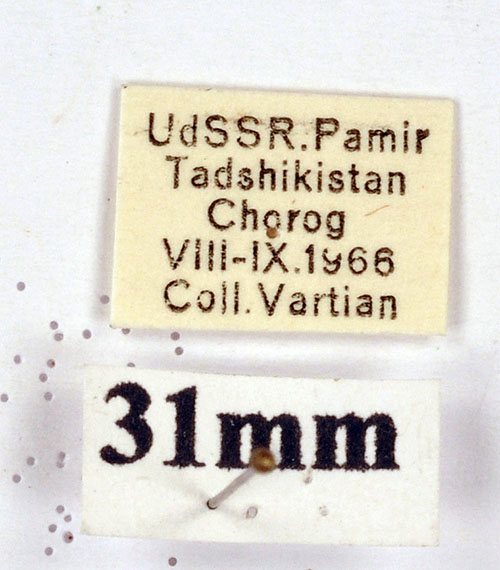 UdSSR.Pamir
Tadshikistan
Chorog
VIII-IX.1966
Coll.Vartian
31mm